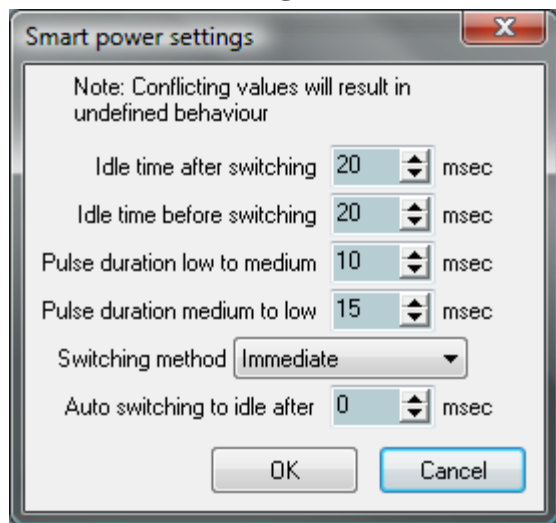 Smart power settings
Note: Conflicting values will result in
undefined behaviour
Idle time after switching 20 msec
Idle time before switching 20 msec
Pulse duration low to medium 10 msec
Pulse duration medium to low 15 msec
Switching method Immediate
Auto switching to idle after 0 msec
OK Cancel